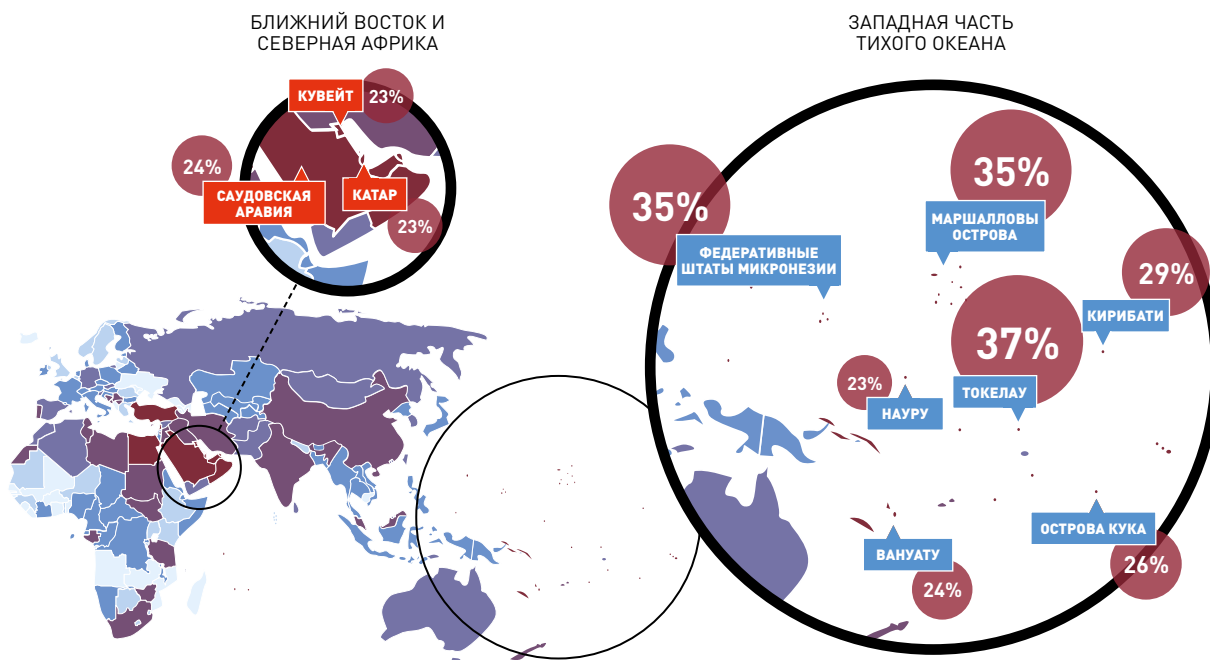 БЛИЖНИЙ ВОСТОК И
СЕВЕРНАЯ АФРИКА
КУВЕЙТ
23%
24%
САУДОВСКАЯ
АРАВИЯ
КАТАР
23%
ЗАПАДНАЯ ЧАСТЬ
ТИХОГО ОКЕАНА
35%
ФЕДЕРАТИВНЫЕ
ШТАТЫ МИКРОНЕЗИИ
35%
МАРШАЛЛОВЫ
ОСТРОВА
29%
КИРИБАТИ
37%
ТОКЕЛАУ
23%
НАУРУ
ВАНУАТУ
24%
ОСТРОВА КУКА
26%